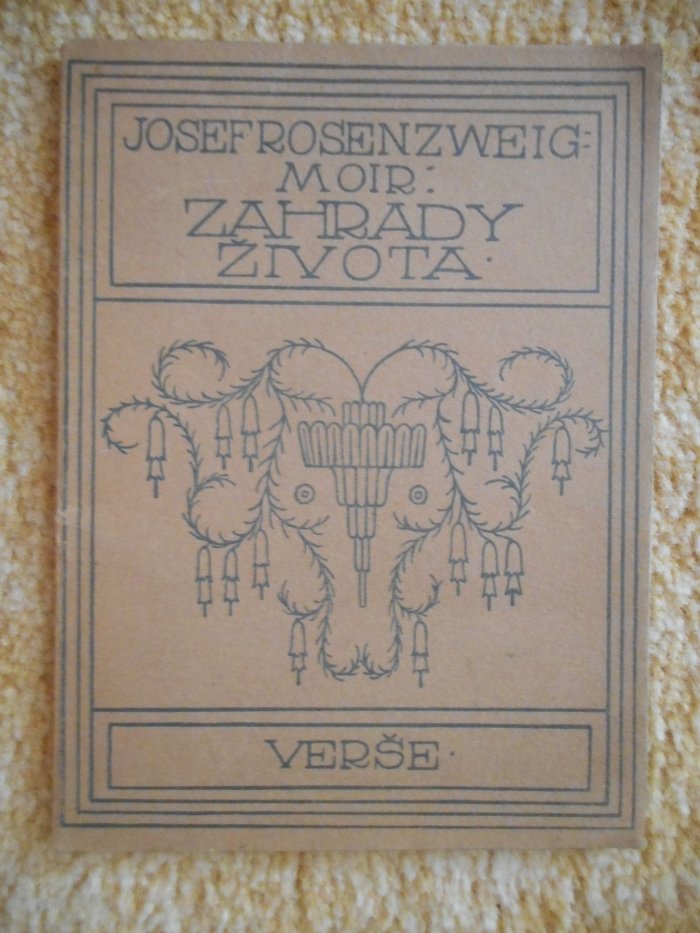 JOSEF ROSENZWEIG=
MOIR:
ZAHRADY
ŽIVOTA·
VERŠE·